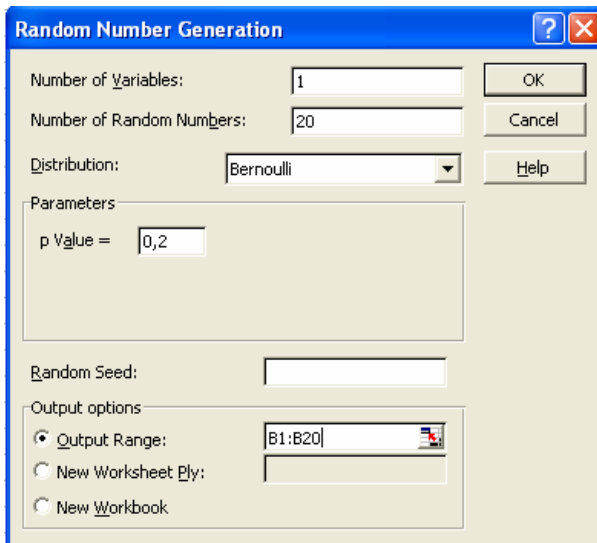 Random Number Generation
Number of Variables: 1 OK
Number of Random Numbers: 20 Cancel
Distribution: Bernoulli Help
Parameters
p Value = 0,2
Random Seed:
Output options
Output Range: B1:B20
New Worksheet Ply:
New Workbook